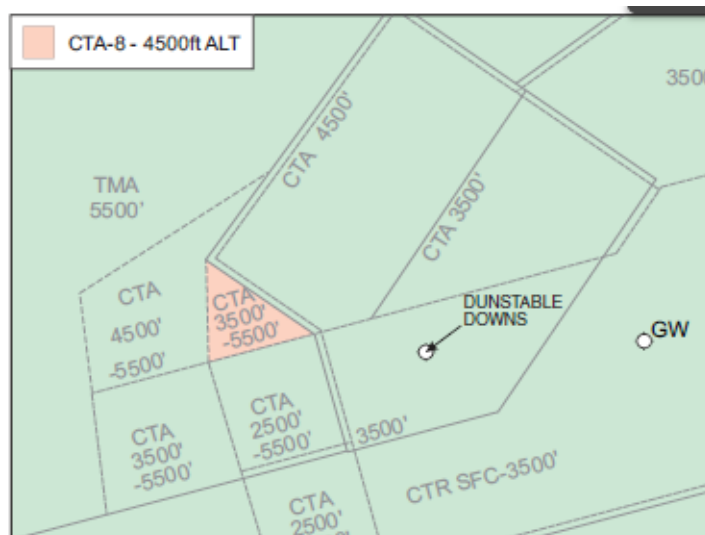 CTA-8 - 4500ft ALT
3500'
CTA 4500'
TMA
5500'
CTA 3500'
CTA
4500'
-5500'
CTA
3500'
-5500'
DUNSTABLE
DOWNS
GW
CTA
3500'
-5500'
CTA
2500'
-5500'
3500'
CTR SFC-3500'
CTA
2500'